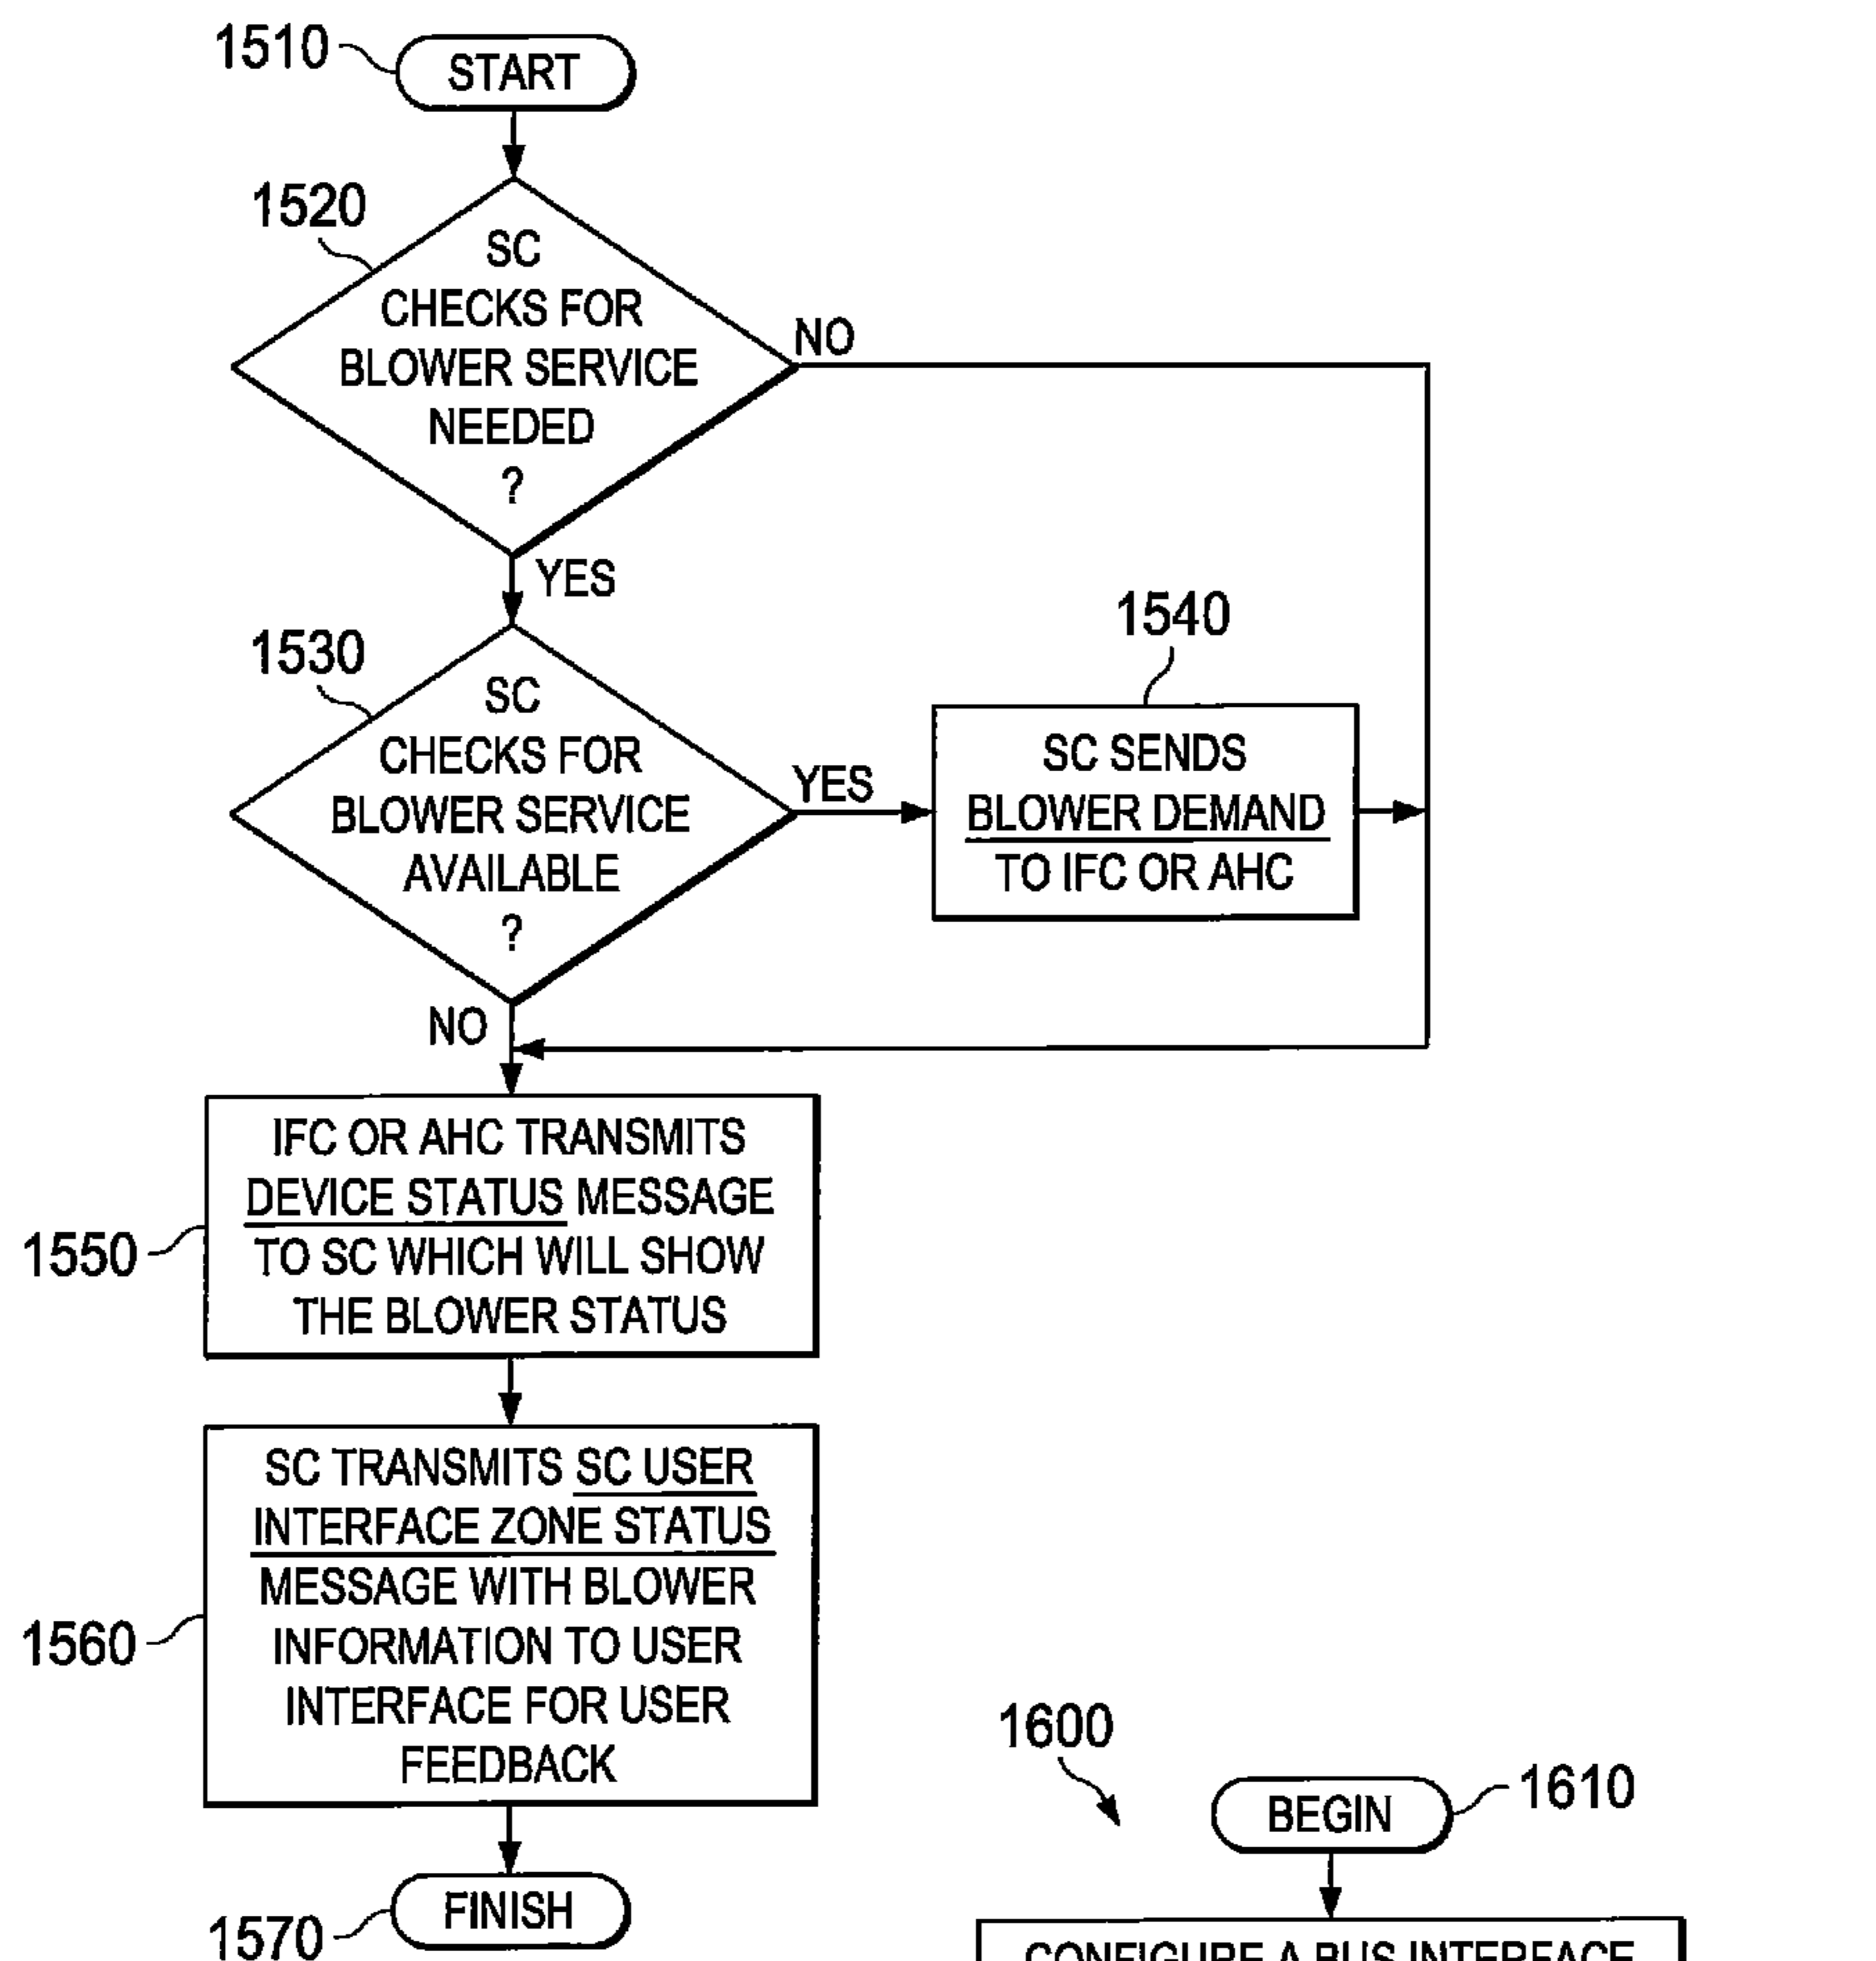 1510
START
1520
SC
CHECKS FOR
BLOWER SERVICE
NEEDED
?
NO
YES
1530
SC
CHECKS FOR
BLOWER SERVICE
AVAILABLE
?
YES
NO
1540
SC SENDS
BLOWER DEMAND
TO IFC OR AHC
1550
IFC OR AHC TRANSMITS
DEVICE STATUS MESSAGE
TO SC WHICH WILL SHOW
THE BLOWER STATUS
1560
SC TRANSMITS SC USER
INTERFACE ZONE STATUS
MESSAGE WITH BLOWER
INFORMATION TO USER
INTERFACE FOR USER
FEEDBACK
1570
FINISH
1600
1610
BEGIN
CONFIGURE A BUS INTERFACE